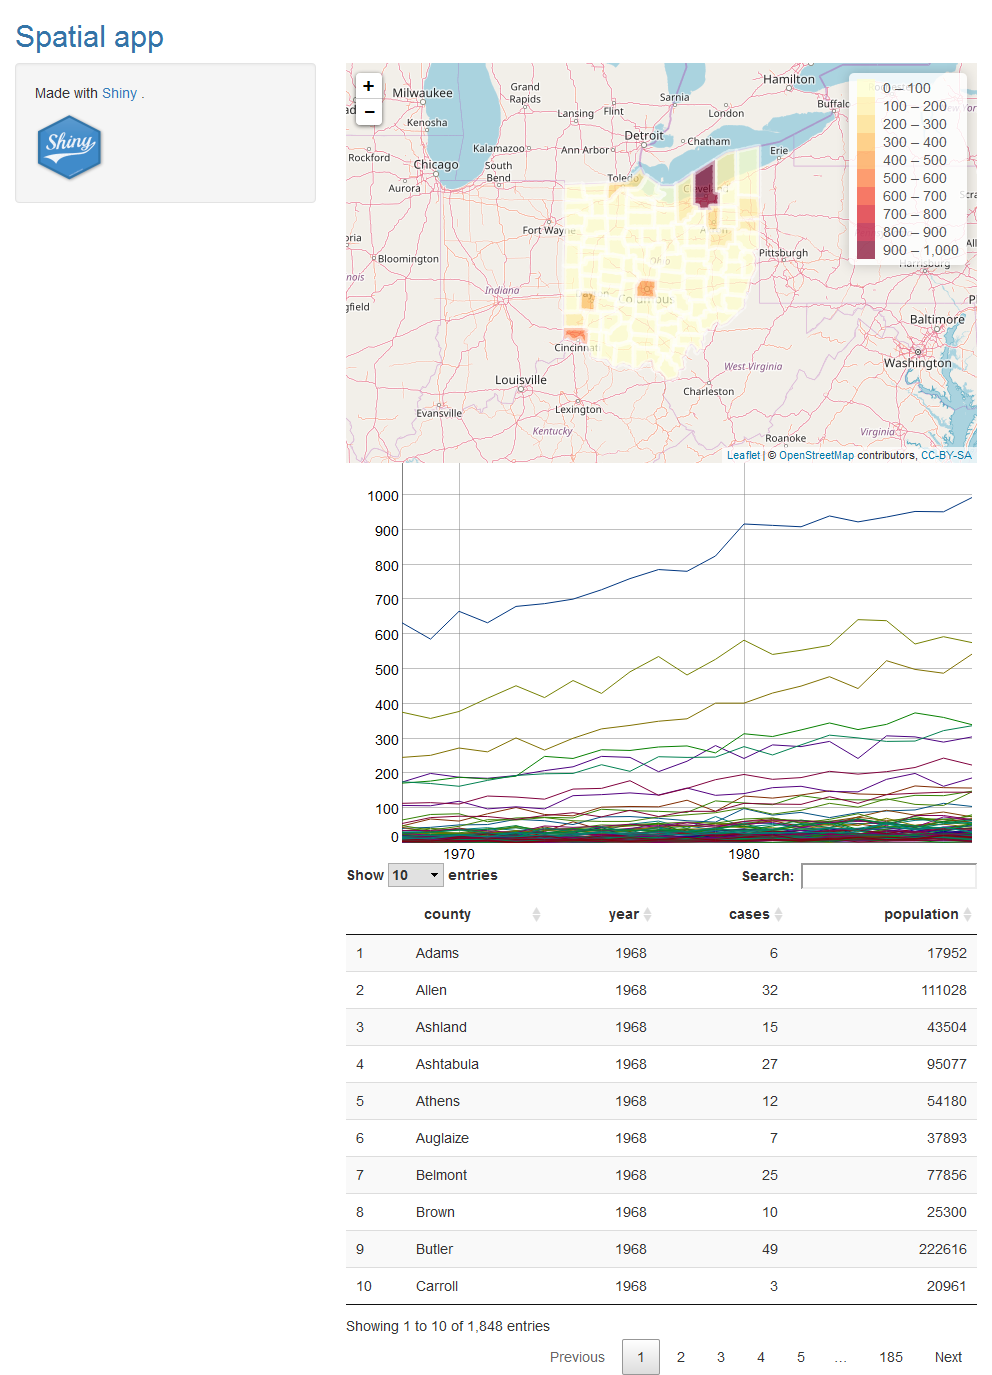 Spatial app
Made with Shiny .
Shiny
+
−
Milwaukee
Kenosha
Rockford
Chicago
Aurora
Grand Rapids
Lansing
Flint
Kalamazoo
South Bend
Ann Arbor
Detroit
Sarnia
London
Chatham
Hamilton
Buffalo
Erie
Toledo
Cleveland
Fort Wayne
Bloomington
Indiana
Ohio
Columbus
Cincinnati
Pittsburgh
Harrisburg
Baltimore
Washington
West Virginia
Louisville
Charleston
Evansville
Lexington
Kentucky
Roanoke
Virginia
0 – 100
100 – 200
200 – 300
300 – 400
400 – 500
500 – 600
600 – 700
700 – 800
800 – 900
900 – 1,000
Leaflet | © OpenStreetMap contributors, CC-BY-SA
1000
900
800
700
600
500
400
300
200
100
0
1970 1980
Show 10 entries Search:
county year cases population
1 Adams 1968 6 17952
2 Allen 1968 32 111028
3 Ashland 1968 15 43504
4 Ashtabula 1968 27 95077
5 Athens 1968 12 54180
6 Auglaize 1968 7 37893
7 Belmont 1968 25 77856
8 Brown 1968 10 25300
9 Butler 1968 49 222616
10 Carroll 1968 3 20961
Showing 1 to 10 of 1,848 entries
Previous 1 2 3 4 5 … 185 Next